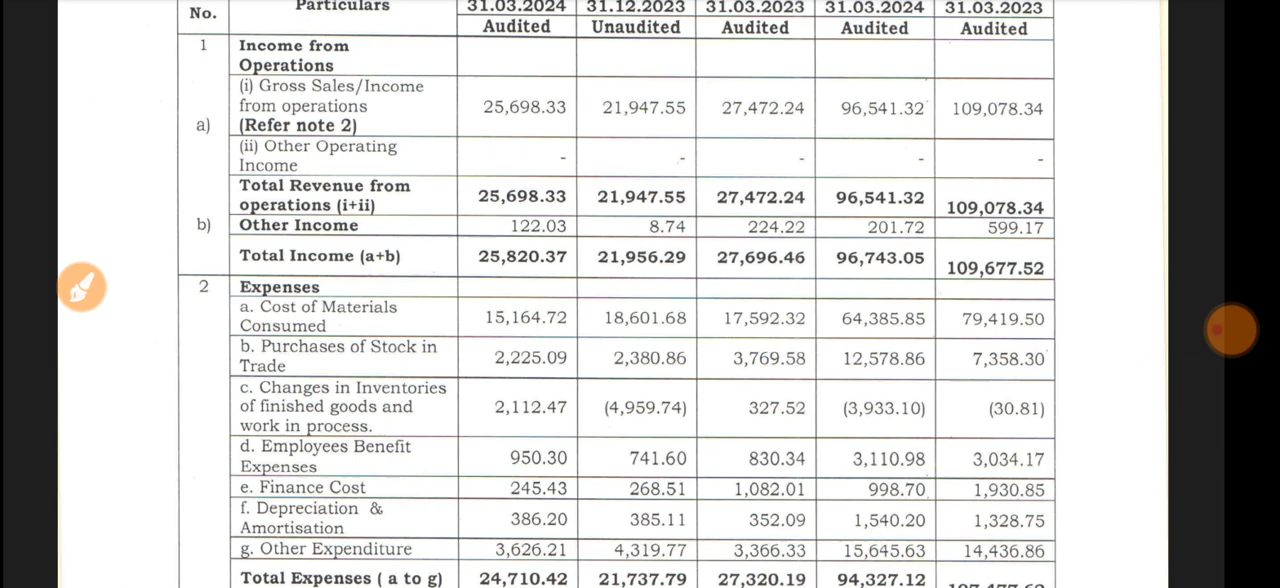 No. Particulars 31.03.2024 31.12.2023 31.03.2023 31.03.2024 31.03.2023
Audited Unaudited Audited Audited Audited
1 Income from
Operations
(i) Gross Sales/Income
from operations 25,698.33 21,947.55 27,472.24 96,541.32 109,078.34
a) (Refer note 2)
(ii) Other Operating
Income - - - - -
Total Revenue from
operations (i+ii) 25,698.33 21,947.55 27,472.24 96,541.32 109,078.34
b) Other Income 122.03 8.74 224.22 201.72 599.17
Total Income (a+b) 25,820.37 21,956.29 27,696.46 96,743.05 109,677.52
2 Expenses
a. Cost of Materials
Consumed 15,164.72 18,601.68 17,592.32 64,385.85 79,419.50
b. Purchases of Stock in
Trade 2,225.09 2,380.86 3,769.58 12,578.86 7,358.30
c. Changes in Inventories
of finished goods and 2,112.47 (4,959.74) 327.52 (3,933.10) (30.81)
work in process.
d. Employees Benefit
Expenses 950.30 741.60 830.34 3,110.98 3,034.17
e. Finance Cost 245.43 268.51 1,082.01 998.70 1,930.85
f. Depreciation &
Amortisation 386.20 385.11 352.09 1,540.20 1,328.75
g. Other Expenditure 3,626.21 4,319.77 3,366.33 15,645.63 14,436.86
Total Expenses ( a to g) 24,710.42 21,737.79 27,320.19 94,327.12